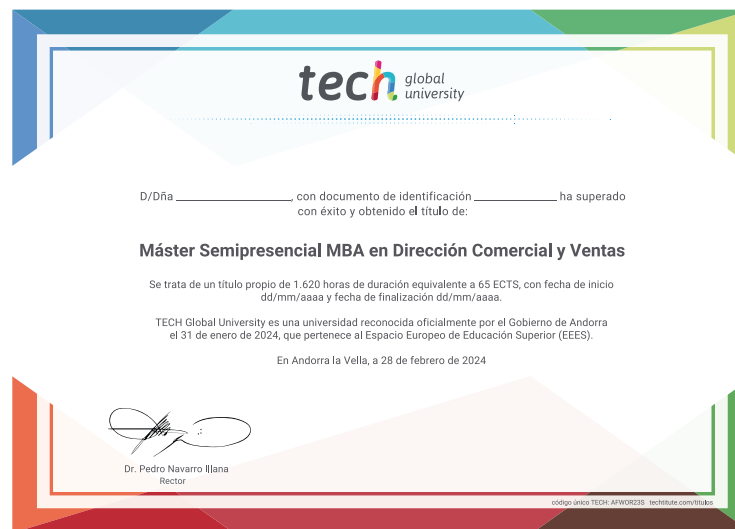 tech global university
D/Dña ____________, con documento de identificación ____________ ha superado
con éxito y obtenido el título de:
Máster Semipresencial MBA en Dirección Comercial y Ventas
Se trata de un título propio de 1.620 horas de duración equivalente a 65 ECTS, con fecha de inicio
dd/mm/aaaa y fecha de finalización dd/mm/aaaa.
TECH Global University es una universidad reconocida oficialmente por el Gobierno de Andorra
el 31 de enero de 2024, que pertenece al Espacio Europeo de Educación Superior (EEES).
En Andorra la Vella, a 28 de febrero de 2024
Dr. Pedro Navarro Illana
Rector
código único TECH: AFWOR23S techtitute.com/titulos